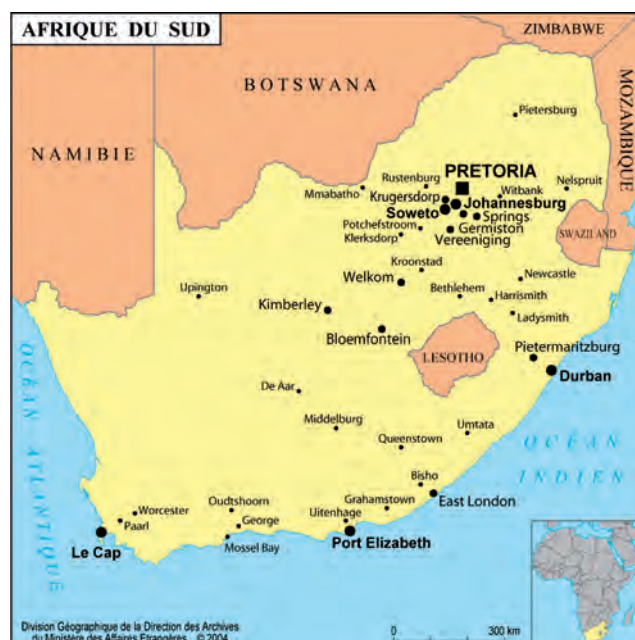 AFRIQUE DU SUD
ZIMBABWE
MOZAMBIQUE
BOTSWANA
NAMIBIE
Pietersburg
PRETORIA
Rustenburg
Mmabatho
Krugersdorp
Witbank
Nelspruit
Johannesburg
Soweto
Springs
Potchefstroom
Germiston
Klerksdorp
Vereeniging
SWAZILAND
Kroonstad
Newcastle
Welkom
Upington
Bethlehem
Harrismith
Kimberley
Ladysmith
Bloemfontein
LESOTHO
Pietermaritzburg
Durban
De Aar
Middelburg
Umtata
Queenstown
OCÉAN
INDIEN
OCÉAN ATLANTIQUE
Bisho
East London
Grahamstown
Oudtshoorn
Uitenhage
Worcester
Paarl
George
Le Cap
Mossel Bay
Port Elizabeth
Division Géographique de la Direction des Archives
du Ministère des Affaires Etrangères © 2004
0 300 km